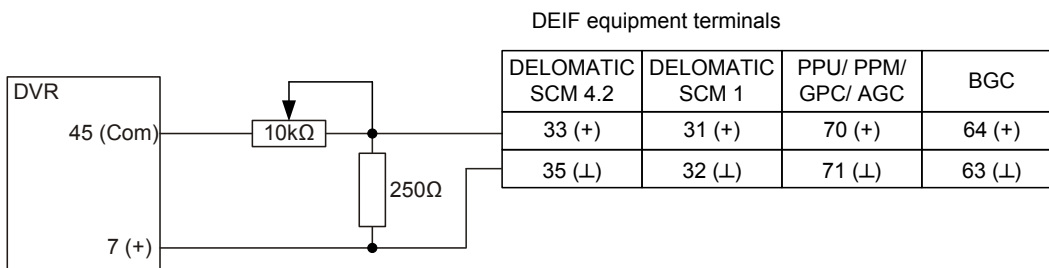 DEIF equipment terminals
DELOMATIC SCM 4.2 DELOMATIC SCM 1 PPU/ PPM/ GPC/ AGC BGC
DVR
45 (Com) 10kΩ 33 (+) 31 (+) 70 (+) 64 (+)
35 (⊥) 32 (⊥) 71 (⊥) 63 (⊥)
250Ω
7 (+)